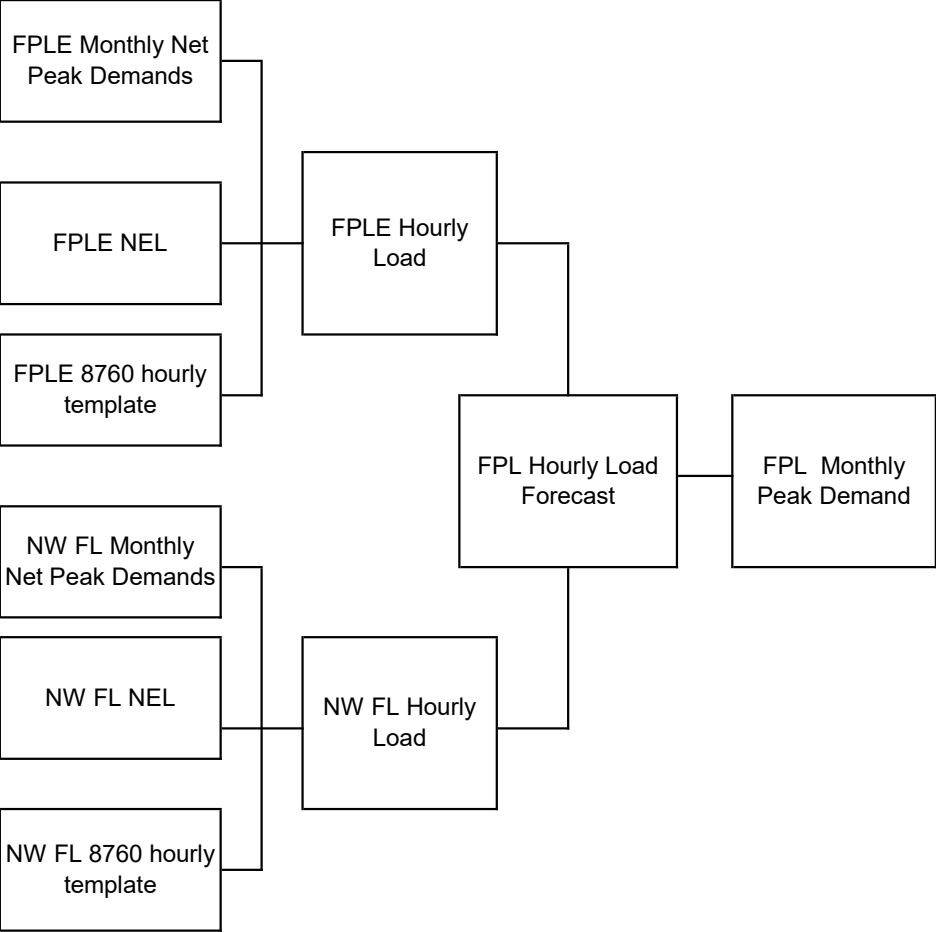 FPLE Monthly Net
Peak Demands
FPLE NEL
FPLE 8760 hourly
template
FPLE Hourly
Load
NW FL Monthly
Net Peak Demands
NW FL NEL
NW FL 8760 hourly
template
NW FL Hourly
Load
FPL Hourly Load
Forecast
FPL  Monthly
Peak Demand